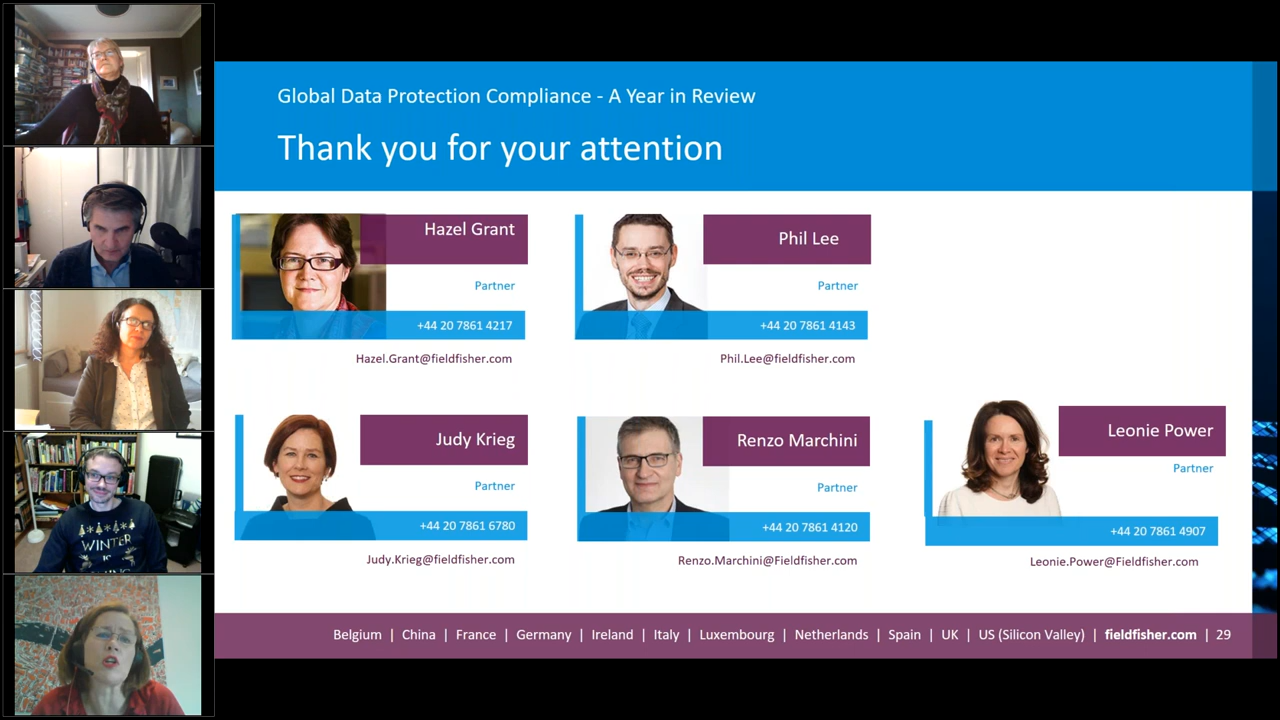 Global Data Protection Compliance - A Year in Review
Thank you for your attention
Hazel Grant
Partner
+44 20 7861 4217
Hazel.Grant@fieldfisher.com
Phil Lee
Partner
+44 20 7861 4143
Phil.Lee@fieldfisher.com
Judy Krieg
Partner
+44 20 7861 6780
Judy.Krieg@fieldfisher.com
Renzo Marchini
Partner
+44 20 7861 4120
Renzo.Marchini@Fieldfisher.com
Leonie Power
Partner
+44 20 7861 4907
Leonie.Power@Fieldfisher.com
WINTER
Belgium | China | France | Germany | Ireland | Italy | Luxembourg | Netherlands | Spain | UK | US (Silicon Valley) | fieldfisher.com | 29